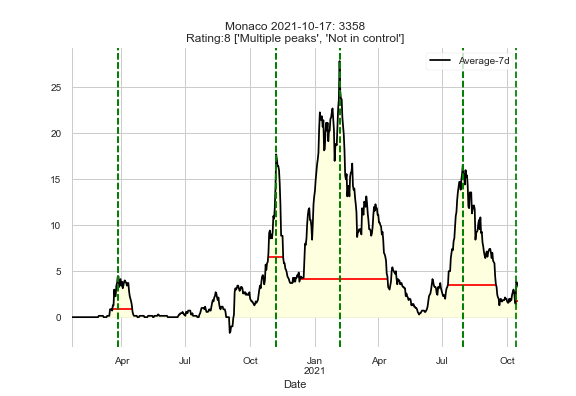 Monaco 2021-10-17: 3358
Rating:8 ['Multiple peaks', 'Not in control']
Average-7d
25
20
15
10
5
0
Apr Jul Oct Jan Apr Jul Oct
2021
Date